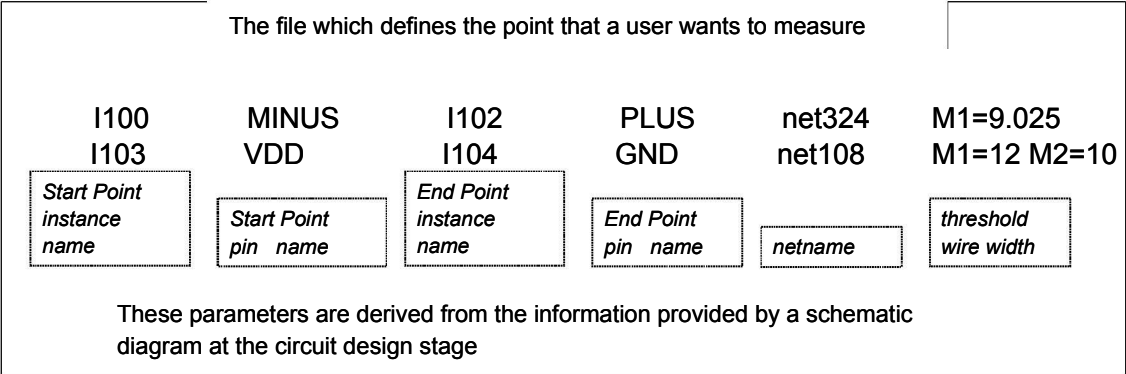 The file which defines the point that a user wants to measure
I100 MINUS I102 PLUS net324 M1=9.025
I103 VDD I104 GND net108 M1=12 M2=10
Start Point
instance
name
Start Point
pin name
End Point
instance
name
End Point
pin name
netname
threshold
wire width
These parameters are derived from the information provided by a schematic
diagram at the circuit design stage